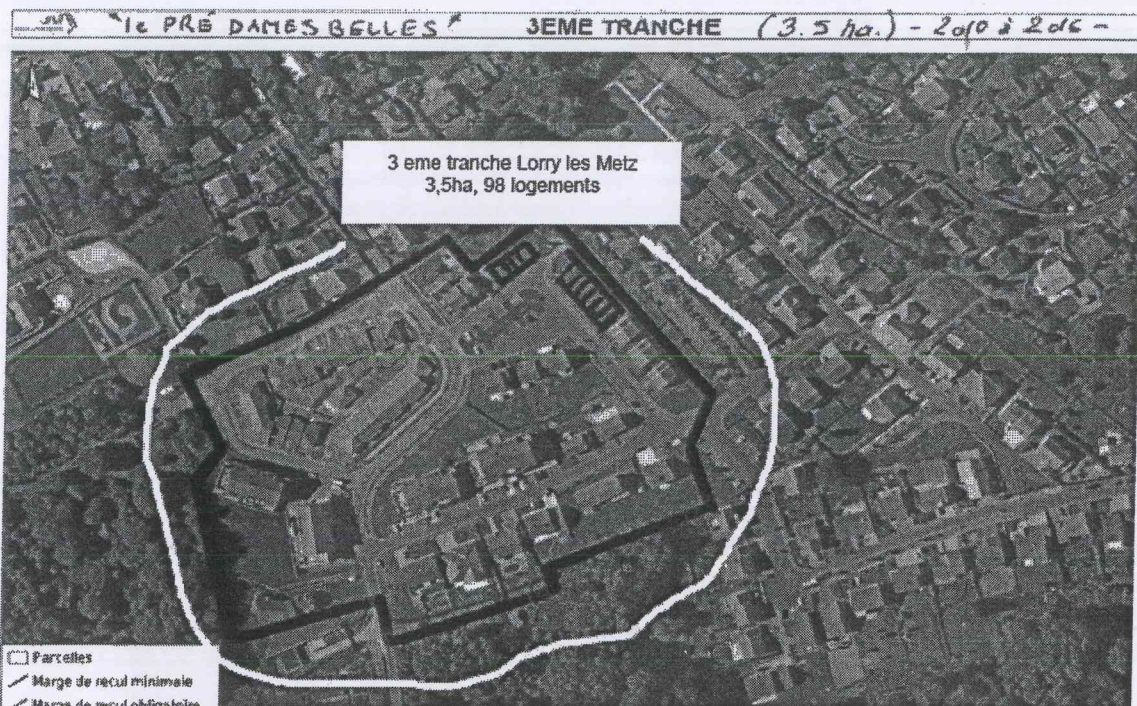 "le PRÉ DAMES BELLES" 3EME TRANCHE (3.5 ha.) - 2010 à 2016 -
3 eme tranche Lorry les Metz
3,5ha, 98 logements
Parcelles
Marge de recul minimale
Marge de recul obligatoire